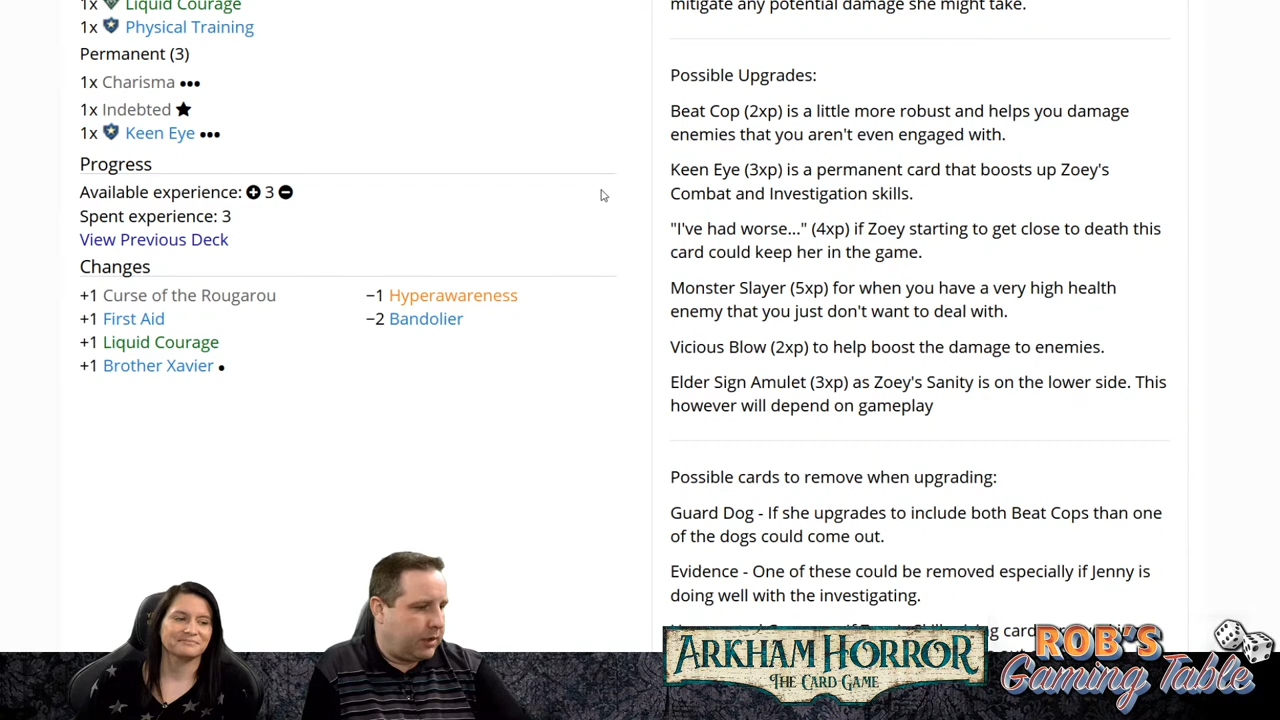 1x Liquid Courage
1x Physical Training
Permanent (3)
1x Charisma •••
1x Indebted ★
1x Keen Eye •••
Progress
Available experience: + 3 −
Spent experience: 3
View Previous Deck
Changes
+1 Curse of the Rougarou
+1 First Aid
+1 Liquid Courage
+1 Brother Xavier •
−1 Hyperawareness
−2 Bandolier
mitigate any potential damage she might take.
Possible Upgrades:
Beat Cop (2xp) is a little more robust and helps you damage
enemies that you aren't even engaged with.
Keen Eye (3xp) is a permanent card that boosts up Zoey's
Combat and Investigation skills.
"I've had worse..." (4xp) if Zoey starting to get close to death this
card could keep her in the game.
Monster Slayer (5xp) for when you have a very high health
enemy that you just don't want to deal with.
Vicious Blow (2xp) to help boost the damage to enemies.
Elder Sign Amulet (3xp) as Zoey's Sanity is on the lower side. This
however will depend on gameplay
Possible cards to remove when upgrading:
Guard Dog - If she upgrades to include both Beat Cops than one
of the dogs could come out.
Evidence - One of these could be removed especially if Jenny is
doing well with the investigating.
ARKHAM HORROR
THE CARD GAME
ROB'S
Gaming Table